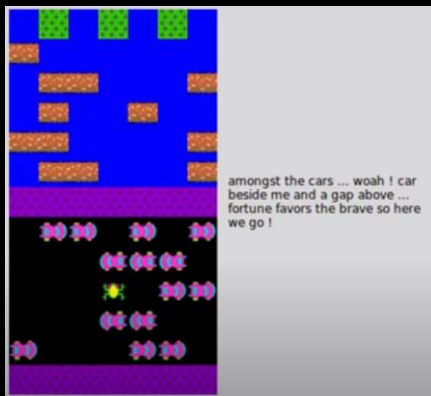 amongst the cars ... woah ! car
beside me and a gap above ...
fortune favors the brave so here
we go !